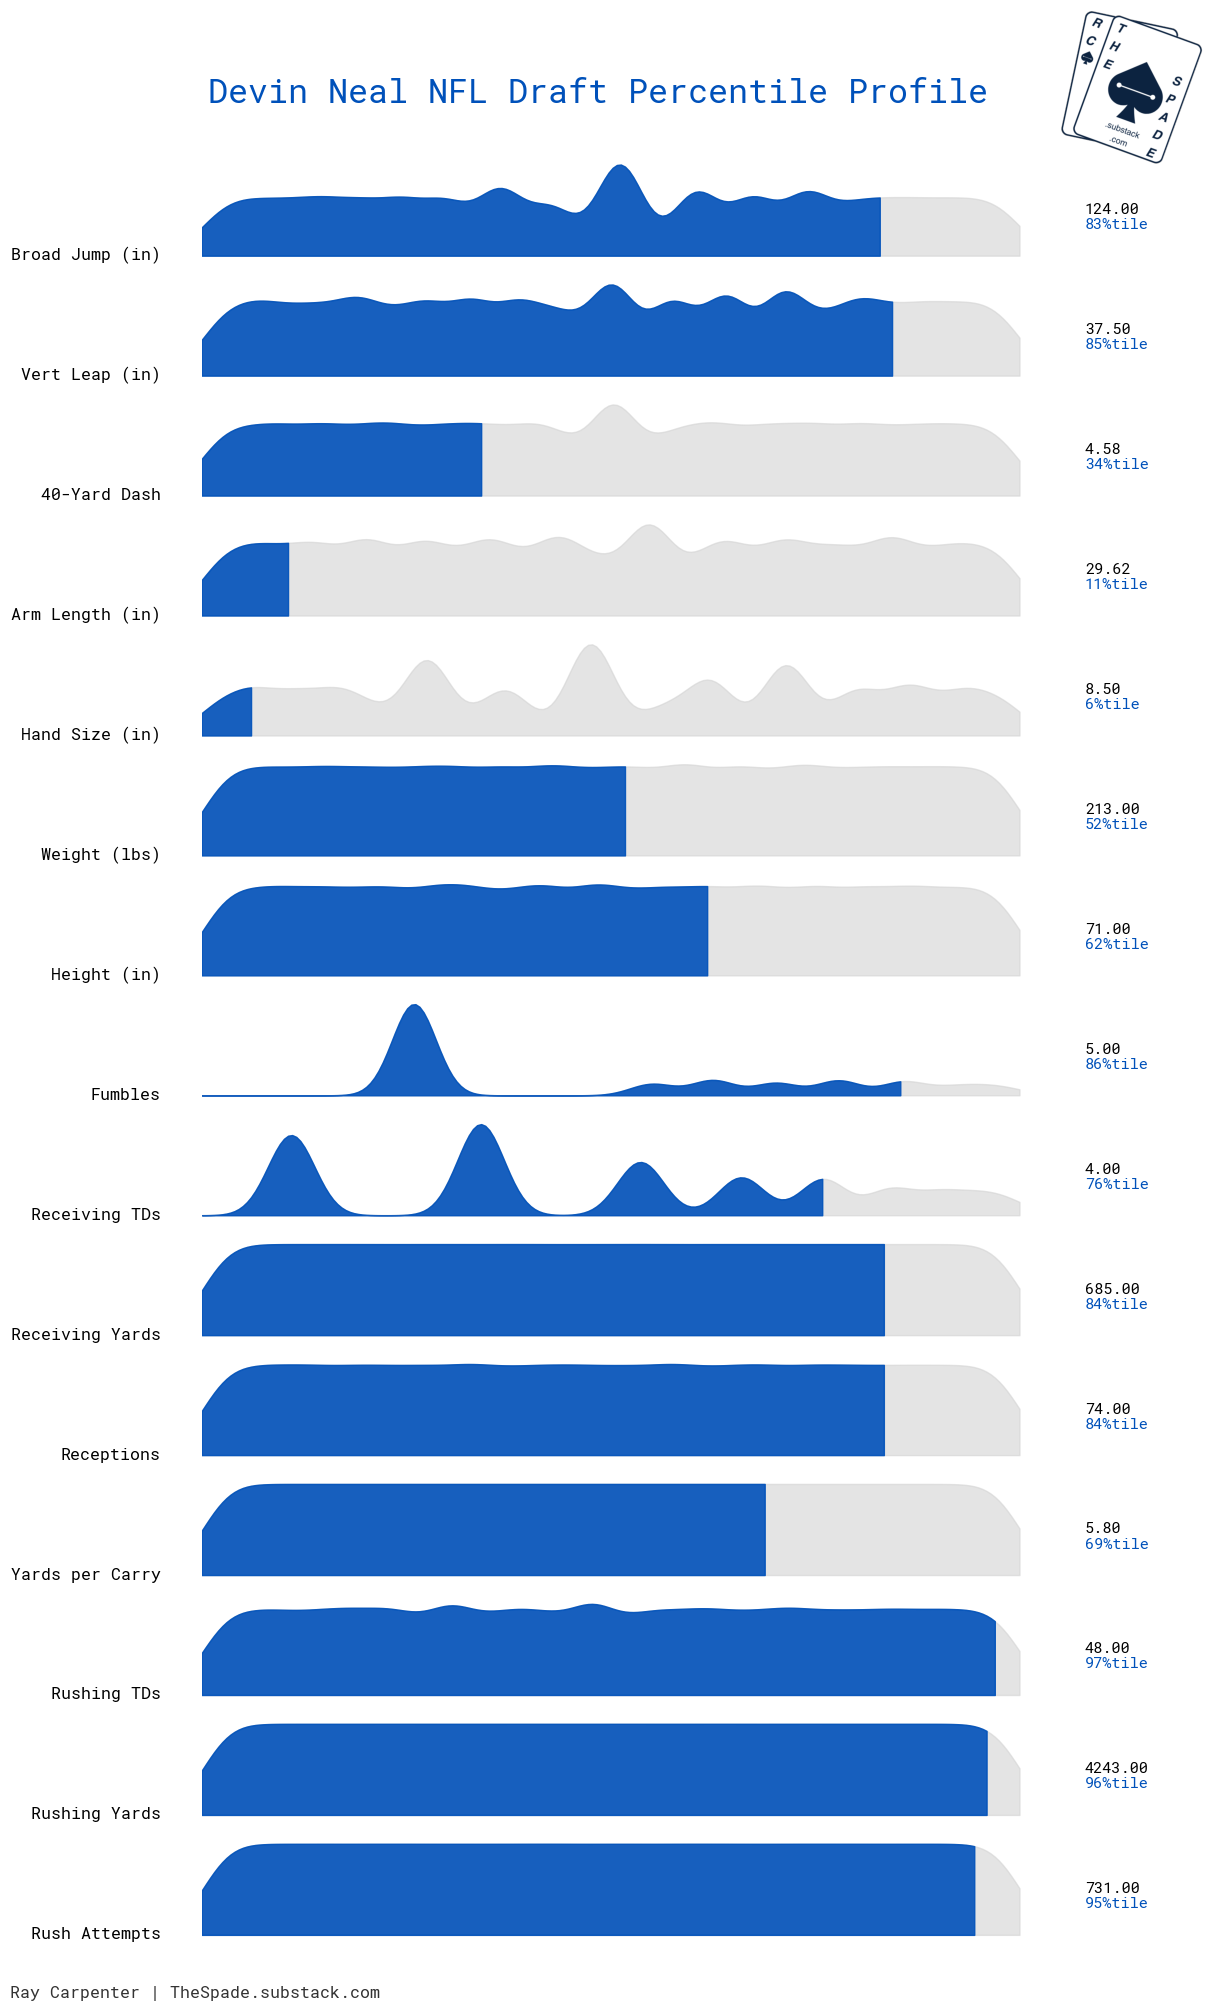 Devin Neal NFL Draft Percentile Profile
R
C
THE
SPADE
.substack
.com
Broad Jump (in)
124.00
83%tile
Vert Leap (in)
37.50
85%tile
40-Yard Dash
4.58
34%tile
Arm Length (in)
29.62
11%tile
Hand Size (in)
8.50
6%tile
Weight (lbs)
213.00
52%tile
Height (in)
71.00
62%tile
Fumbles
5.00
86%tile
Receiving TDs
4.00
76%tile
Receiving Yards
685.00
84%tile
Receptions
74.00
84%tile
Yards per Carry
5.80
69%tile
Rushing TDs
48.00
97%tile
Rushing Yards
4243.00
96%tile
Rush Attempts
731.00
95%tile
Ray Carpenter | TheSpade.substack.com